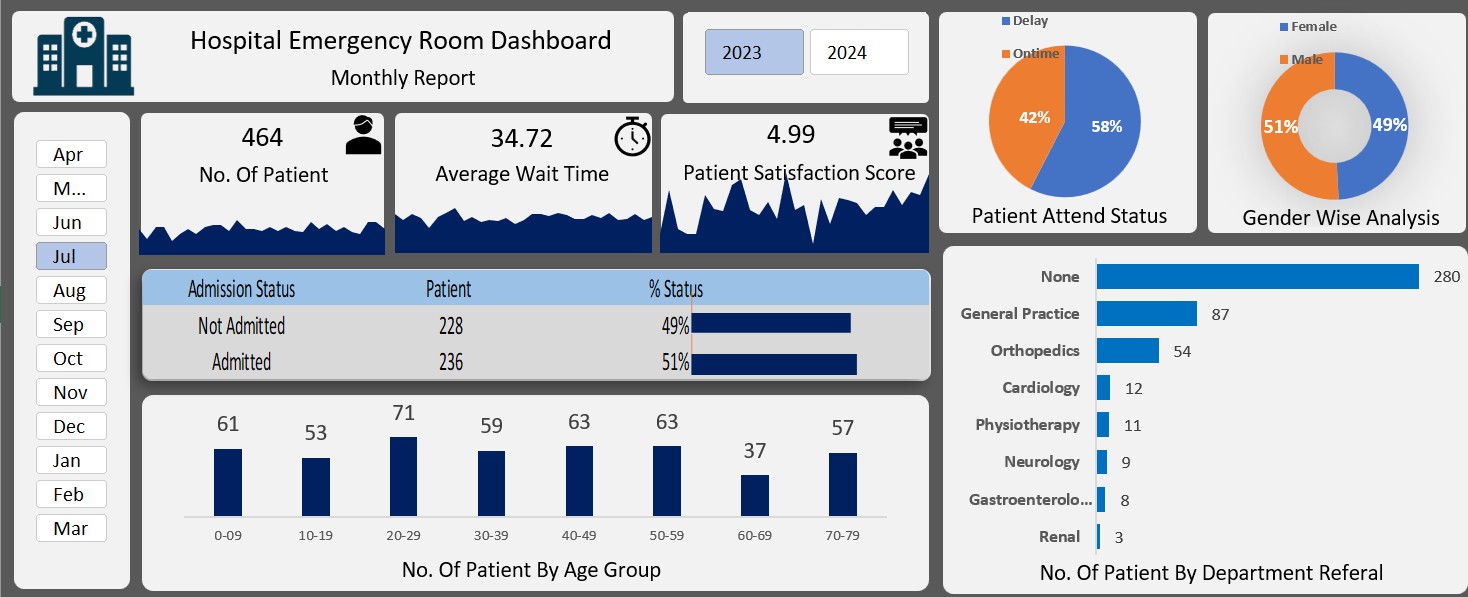 Hospital Emergency Room Dashboard
Monthly Report
2023
2024
Apr
M...
Jun
Jul
Aug
Sep
Oct
Nov
Dec
Jan
Feb
Mar
464
No. Of Patient
34.72
Average Wait Time
4.99
Patient Satisfaction Score
Delay
Ontime
42%
58%
Patient Attend Status
Female
Male
51%
49%
Gender Wise Analysis
Admission Status Patient % Status
Not Admitted 228 49%
Admitted 236 51%
61 53 71 59 63 63 37 57
0-09 10-19 20-29 30-39 40-49 50-59 60-69 70-79
No. Of Patient By Age Group
None 280
General Practice 87
Orthopedics 54
Cardiology 12
Physiotherapy 11
Neurology 9
Gastroenterolo... 8
Renal 3
No. Of Patient By Department Referal